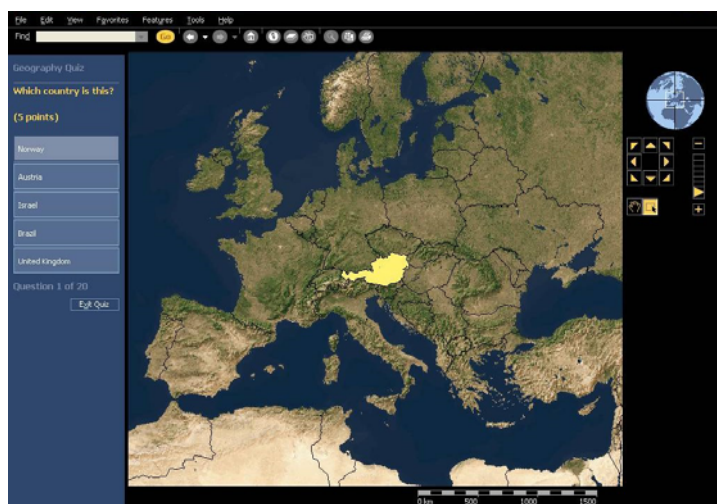 File Edit View Favorites Features Tools Help
Find Go
Geography Quiz
Which country is this?
(5 points)
Norway
Austria
Israel
Brazil
United Kingdom
Question 1 of 20
Exit Quiz
0 km 500 1000 1500